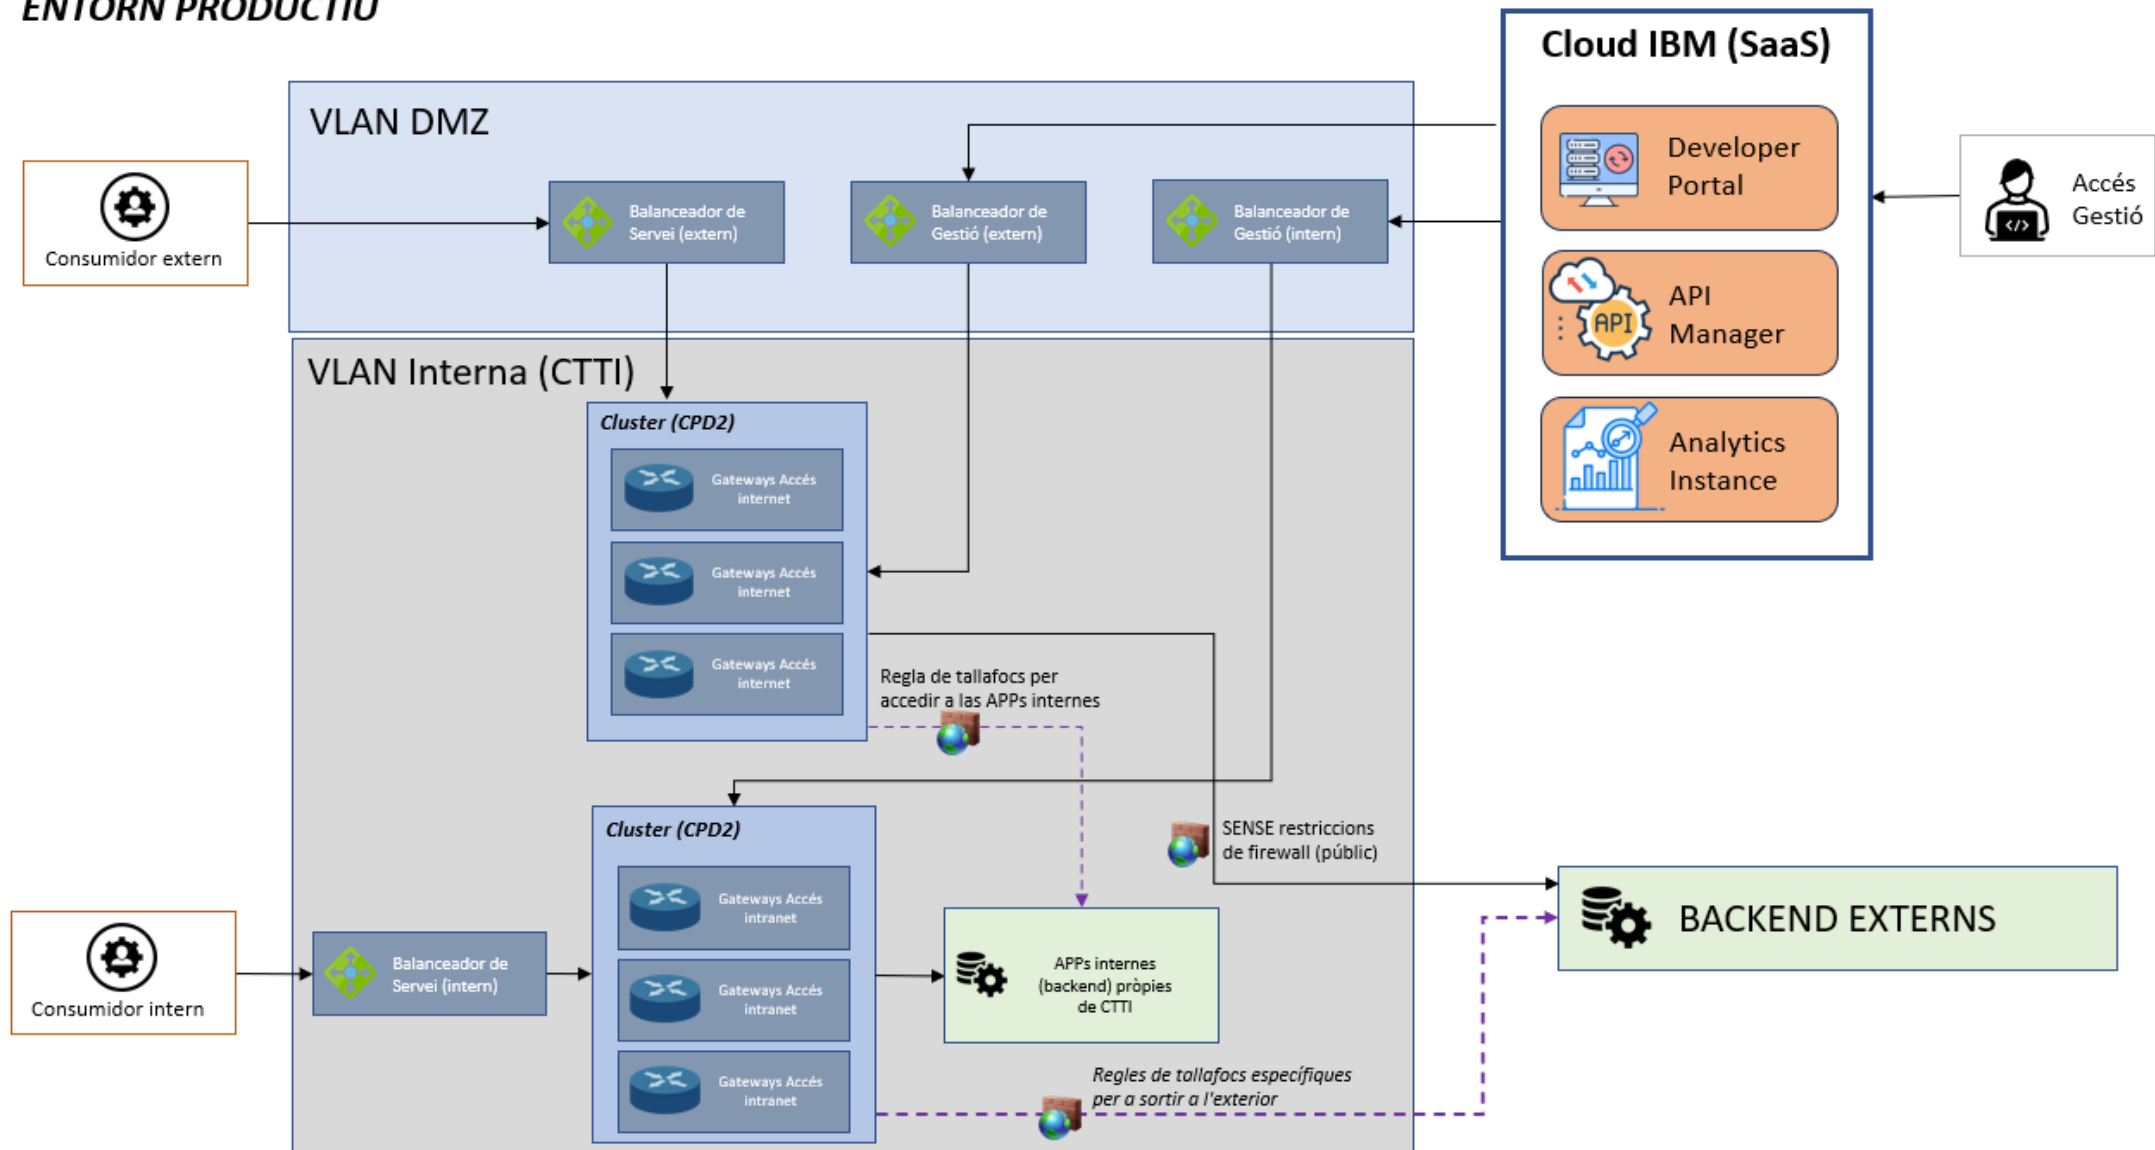 ENTORN PRODUCTIU
Cloud IBM (SaaS)
VLAN DMZ
Developer
Portal
Accés
Gestió
Consumidor extern
Balanceador de
Servei (extern)
Balanceador de
Gestió (extern)
Balanceador de
Gestió (intern)
API
API
Manager
Analytics
Instance
VLAN Interna (CTTI)
Cluster (CPD2)
Gateways Accés
internet
Gateways Accés
internet
Gateways Accés
internet
Regla de tallafocs per
accedir a las APPs internes
Cluster (CPD2)
SENSE restriccions
de firewall (públic)
Gateways Accés
intranet
Gateways Accés
intranet
Gateways Accés
intranet
BACKEND EXTERNS
Consumidor intern
Balanceador de
Servei (intern)
APPs internes
(backend) pròpies
de CTTI
Regles de tallafocs específiques
per a sortir a l'exterior